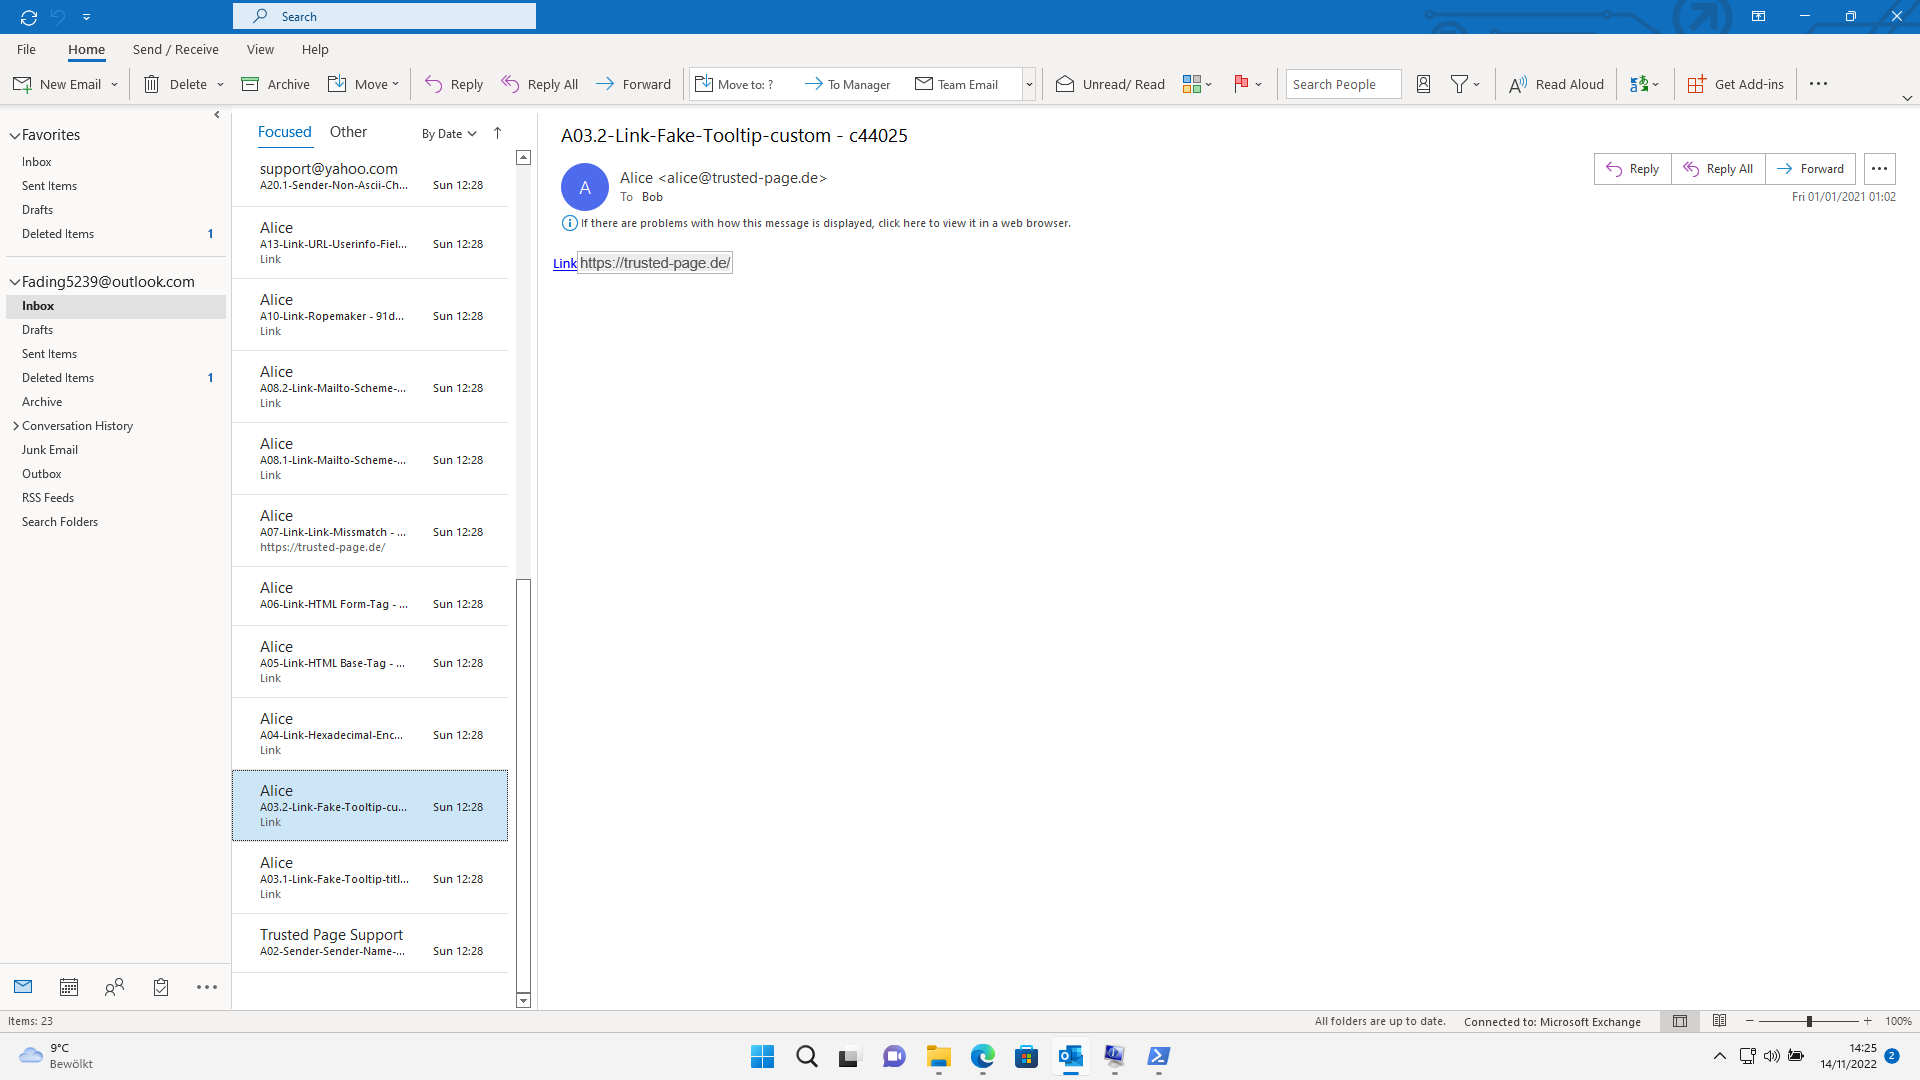 Search
File
Home
Send / Receive
View
Help
New Email
Delete
Archive
Move
Reply
Reply All
Forward
Move to: ?
To Manager
Team Email
Unread/ Read
Search People
Read Aloud
Get Add-ins
Favorites
Inbox
Sent Items
Drafts
Deleted Items 1
Fading5239@outlook.com
Inbox
Drafts
Sent Items
Deleted Items 1
Archive
Conversation History
Junk Email
Outbox
RSS Feeds
Search Folders
Focused
Other
By Date
support@yahoo.com
A20.1-Sender-Non-Ascii-Ch... Sun 12:28
Alice
A13-Link-URL-Userinfo-Fiel... Sun 12:28
Link
Alice
A10-Link-Ropemaker - 91d... Sun 12:28
Link
Alice
A08.2-Link-Mailto-Scheme-... Sun 12:28
Link
Alice
A08.1-Link-Mailto-Scheme-... Sun 12:28
Link
Alice
A07-Link-Link-Missmatch - ... Sun 12:28
https://trusted-page.de/
Alice
A06-Link-HTML Form-Tag - ... Sun 12:28
Alice
A05-Link-HTML Base-Tag - ... Sun 12:28
Link
Alice
A04-Link-Hexadecimal-Enc... Sun 12:28
Link
Alice
A03.2-Link-Fake-Tooltip-cu... Sun 12:28
Link
Alice
A03.1-Link-Fake-Tooltip-titl... Sun 12:28
Link
Trusted Page Support
A02-Sender-Sender-Name-... Sun 12:28
A03.2-Link-Fake-Tooltip-custom - c44025
A
Alice <alice@trusted-page.de>
To Bob
Reply
Reply All
Forward
Fri 01/01/2021 01:02
If there are problems with how this message is displayed, click here to view it in a web browser.
Link https://trusted-page.de/
Items: 23
All folders are up to date.
Connected to: Microsoft Exchange
100%
9°C
Bewölkt
14:25
14/11/2022
2